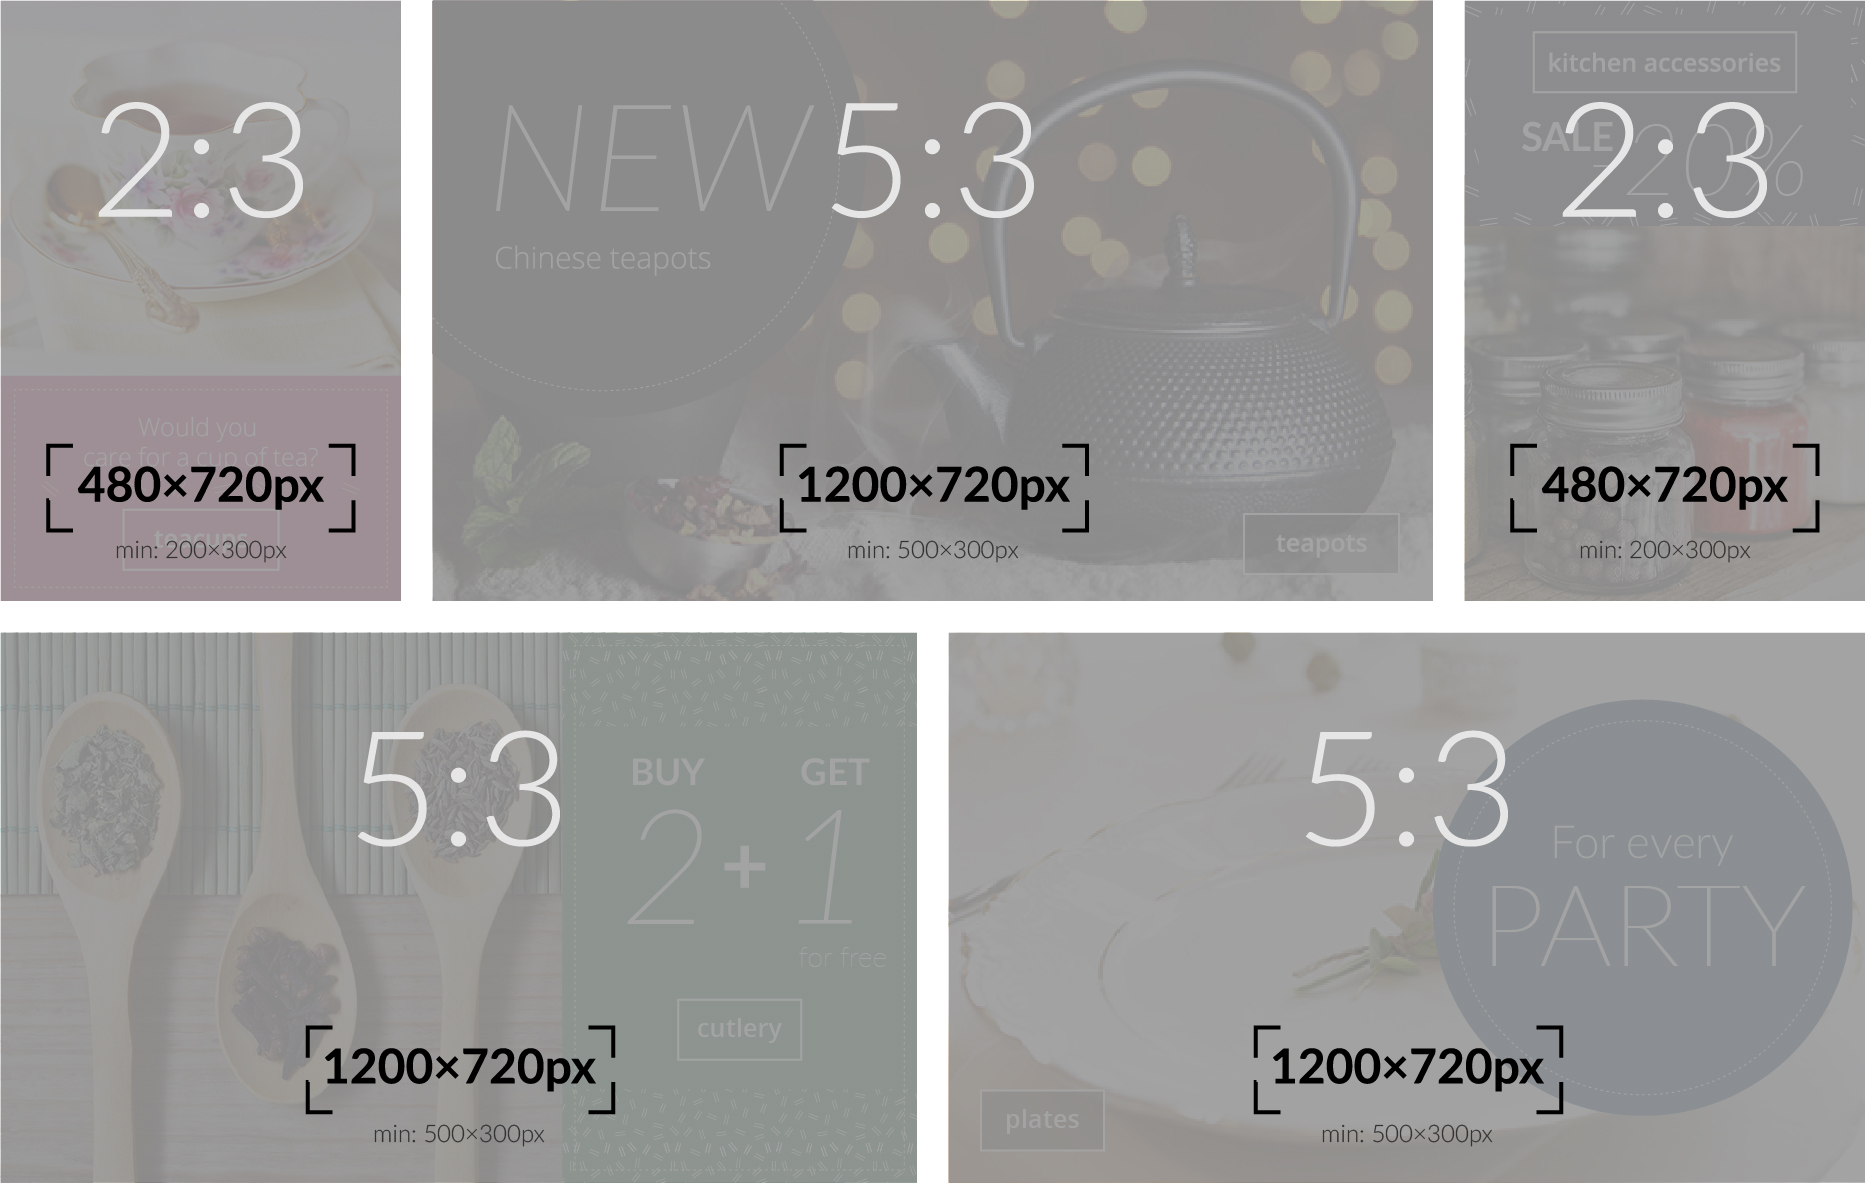 2:3
Would you
care for a cup of tea?
480×720px
teacups
min: 200×300px
NEW
5:3
Chinese teapots
1200×720px
min: 500×300px
teapots
kitchen accessories
SALE -20%
2:3
480×720px
min: 200×300px
5:3
BUY GET
2+1
for free
cutlery
1200×720px
min: 500×300px
5:3
For every
PARTY
1200×720px
plates
min: 500×300px